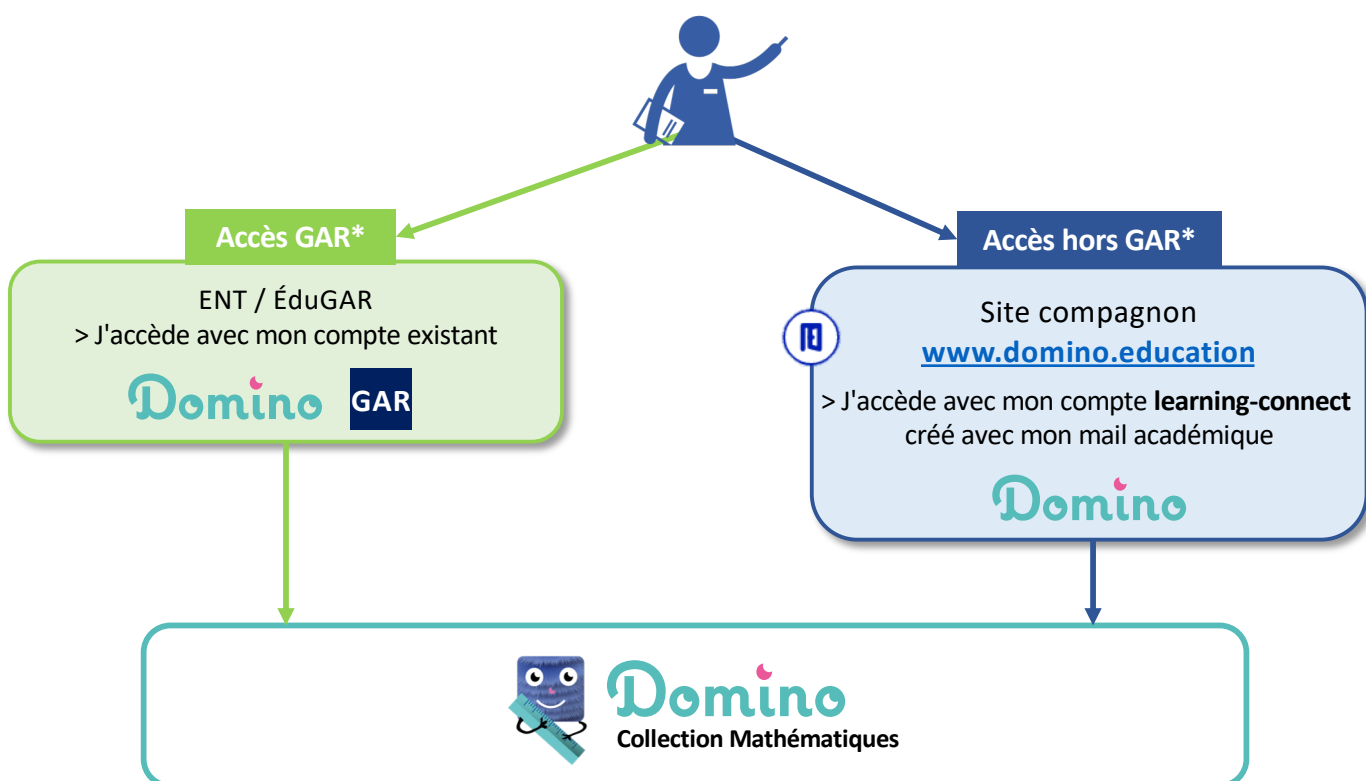 Accès GAR*
ENT / ÉduGAR
> J'accède avec mon compte existant
Domino GAR
Accès hors GAR*
Site compagnon
www.domino.education
> J'accède avec mon compte learning-connect
créé avec mon mail académique
Domino
Domino
Collection Mathématiques